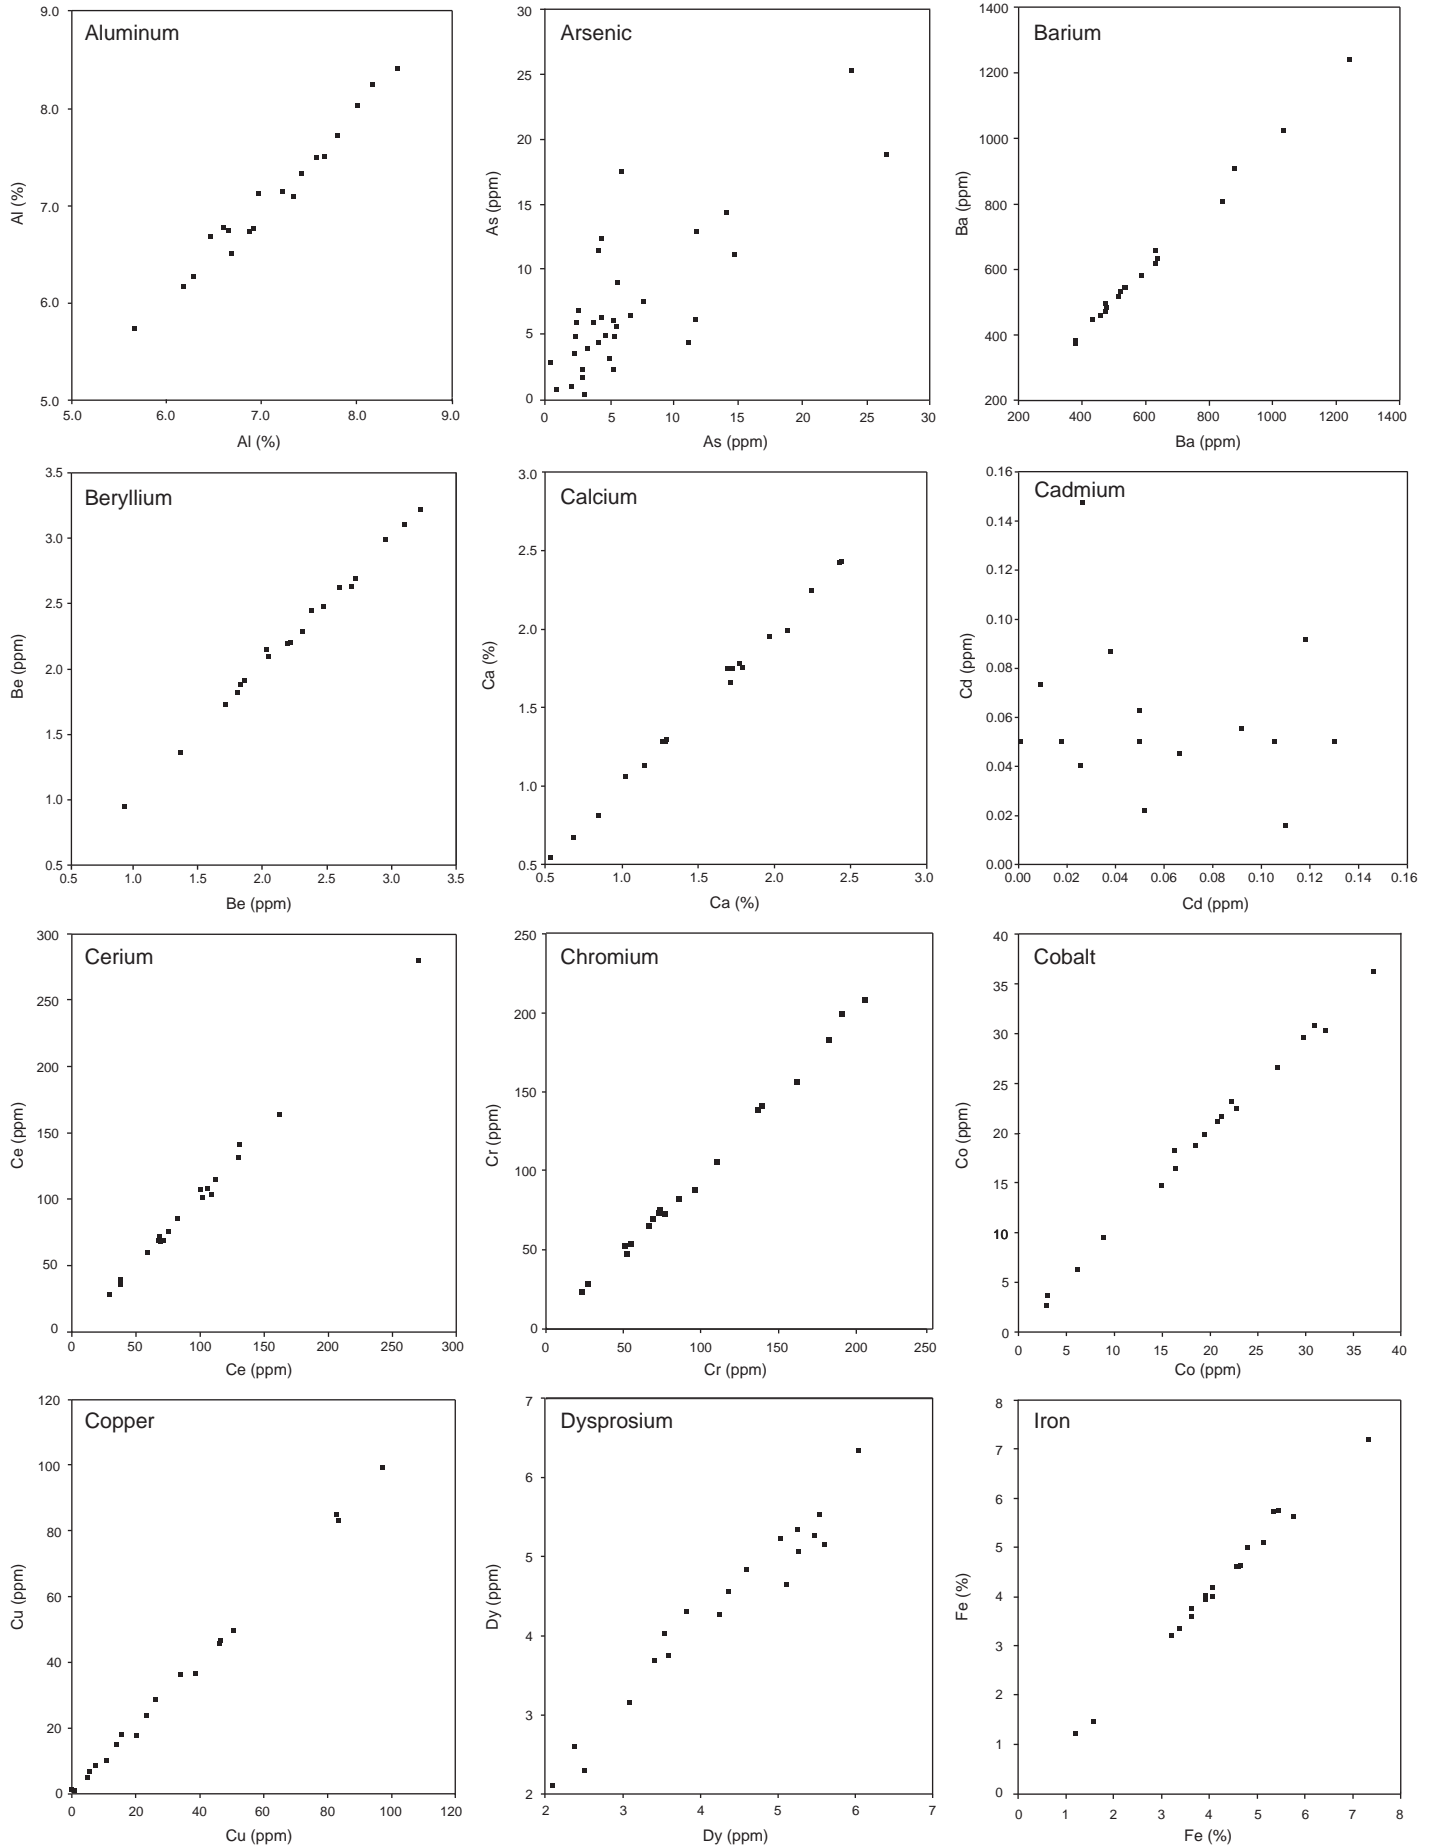 Aluminum
9.0
8.0
7.0
6.0
5.0
Al (%)
5.0 6.0 7.0 8.0 9.0
Al (%)
Arsenic
30
25
20
15
10
5
0
As (ppm)
0 5 10 15 20 25 30
As (ppm)
Barium
1400
1200
1000
800
600
400
200
Ba (ppm)
200 400 600 800 1000 1200 1400
Ba (ppm)
Beryllium
3.5
3.0
2.5
2.0
1.5
1.0
0.5
Be (ppm)
0.5 1.0 1.5 2.0 2.5 3.0 3.5
Be (ppm)
Calcium
3.0
2.5
2.0
1.5
1.0
0.5
Ca (%)
0.5 1.0 1.5 2.0 2.5 3.0
Ca (%)
Cadmium
0.16
0.14
0.12
0.10
0.08
0.06
0.04
0.02
0.00
Cd (ppm)
0.00 0.02 0.04 0.06 0.08 0.10 0.12 0.14 0.16
Cd (ppm)
Cerium
300
250
200
150
100
50
0
Ce (ppm)
0 50 100 150 200 250 300
Ce (ppm)
Chromium
250
200
150
100
50
0
Cr (ppm)
0 50 100 150 200 250
Cr (ppm)
Cobalt
40
35
30
25
20
15
10
5
0
Co (ppm)
0 5 10 15 20 25 30 35 40
Co (ppm)
Copper
120
100
80
60
40
20
0
Cu (ppm)
0 20 40 60 80 100 120
Cu (ppm)
Dysprosium
7
6
5
4
3
2
Dy (ppm)
2 3 4 5 6 7
Dy (ppm)
Iron
8
7
6
5
4
3
2
1
0
Fe (%)
0 1 2 3 4 5 6 7 8
Fe (%)